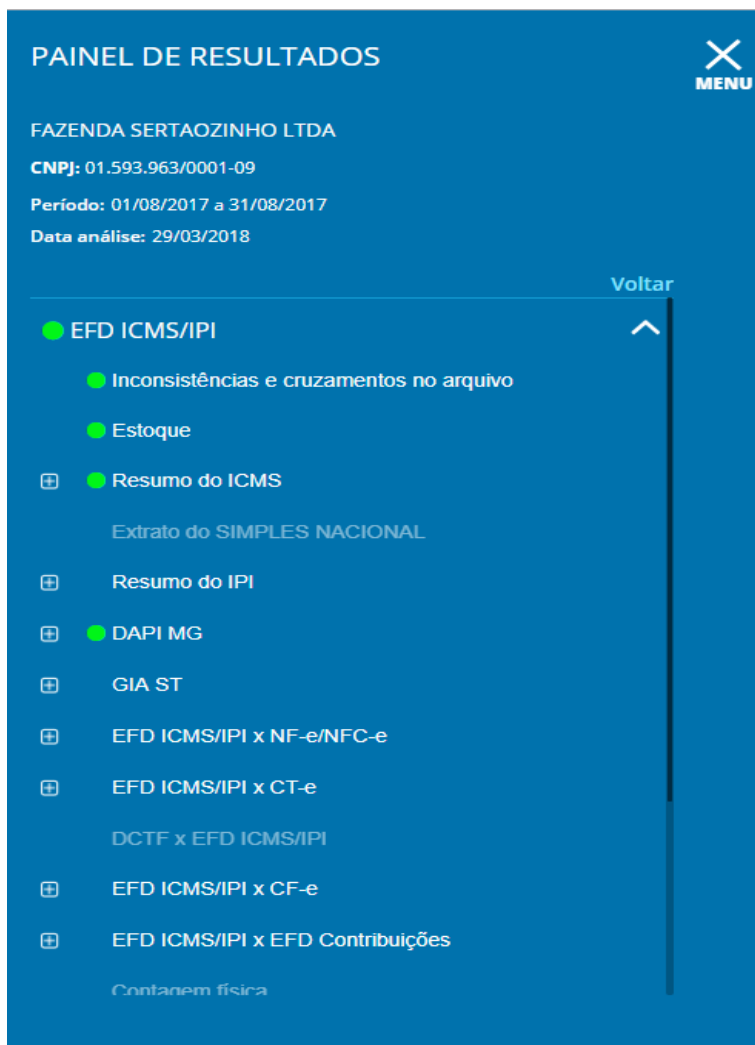 PAINEL DE RESULTADOS
MENU
FAZENDA SERTAOZINHO LTDA
CNPJ: 01.593.963/0001-09
Período: 01/08/2017 a 31/08/2017
Data análise: 29/03/2018
Voltar
EFD ICMS/IPI
Inconsistências e cruzamentos no arquivo
Estoque
Resumo do ICMS
Extrato do SIMPLES NACIONAL
Resumo do IPI
DAPI MG
GIA ST
EFD ICMS/IPI x NF-e/NFC-e
EFD ICMS/IPI x CT-e
DCTF x EFD ICMS/IPI
EFD ICMS/IPI x CF-e
EFD ICMS/IPI x EFD Contribuições
Contagem física